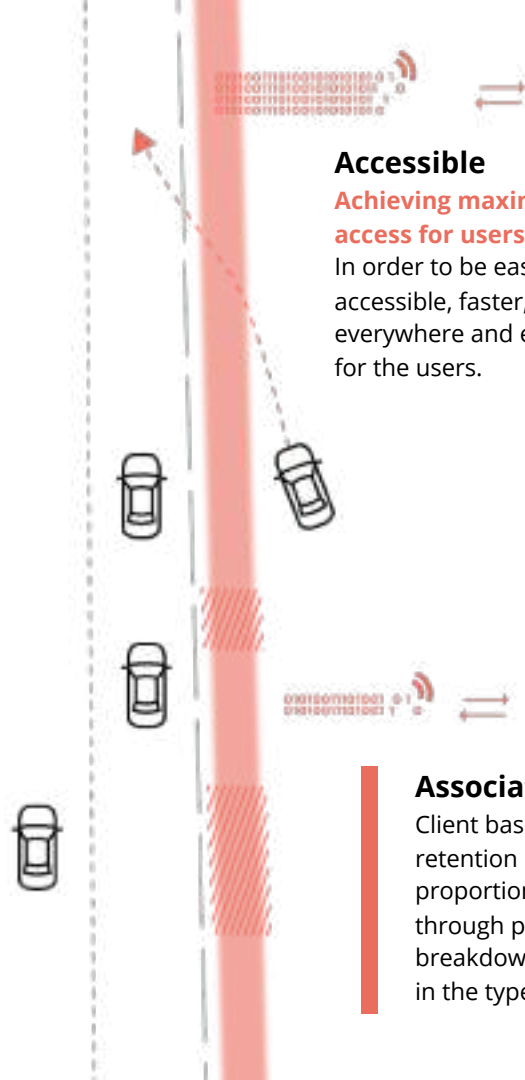 Accessible
Achieving maxim
access for users
In order to be eas
accessible, faster,
everywhere and e
for the users.
Associa
Client bas
retention
proportion
through p
breakdow
in the type